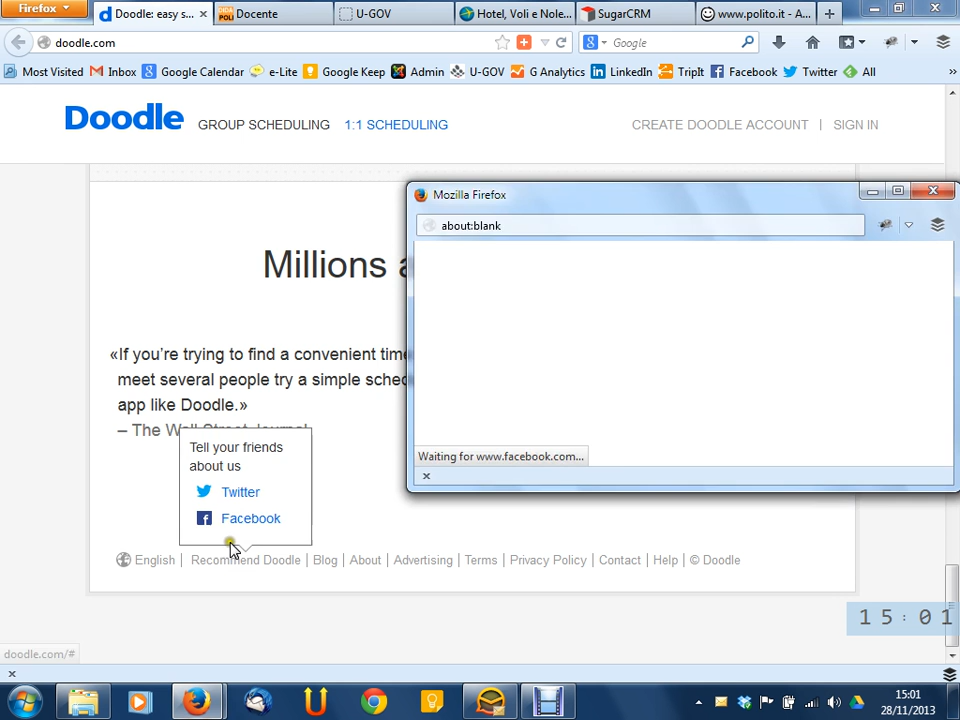 Firefox
Doodle: easy s...
Docente
U-GOV
Hotel, Voli e Nole...
SugarCRM
www.polito.it - A...
doodle.com
Google
Most Visited
Inbox
Google Calendar
e-Lite
Google Keep
Admin
U-GOV
G Analytics
LinkedIn
TripIt
Facebook
Twitter
All
Doodle GROUP SCHEDULING 1:1 SCHEDULING CREATE DOODLE ACCOUNT | SIGN IN
Mozilla Firefox
about:blank
Millions
«If you're trying to find a convenient time
meet several people try a simple
app like Doodle.»
– The Wall Street Journal
Tell your friends
about us
Twitter
Facebook
Waiting for www.facebook.com...
English | Recommend Doodle | Blog | About | Advertising | Terms | Privacy Policy | Contact | Help | © Doodle
15:01
doodle.com/#
15:01
28/11/2013